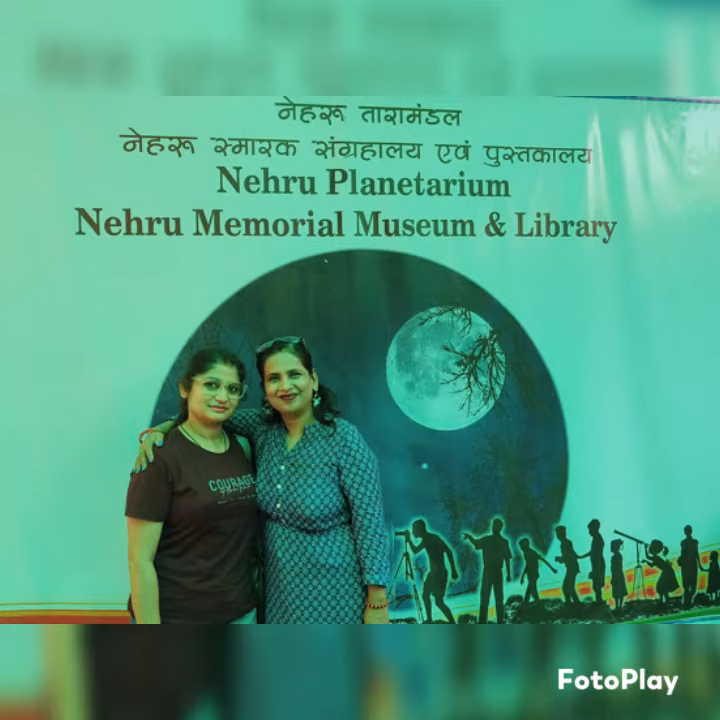 नेहरू तारामंडल
नेहरू स्मारक संग्रहालय एवं पुस्तकालय
Nehru Planetarium
Nehru Memorial Museum & Library
COURAGE
FotoPlay